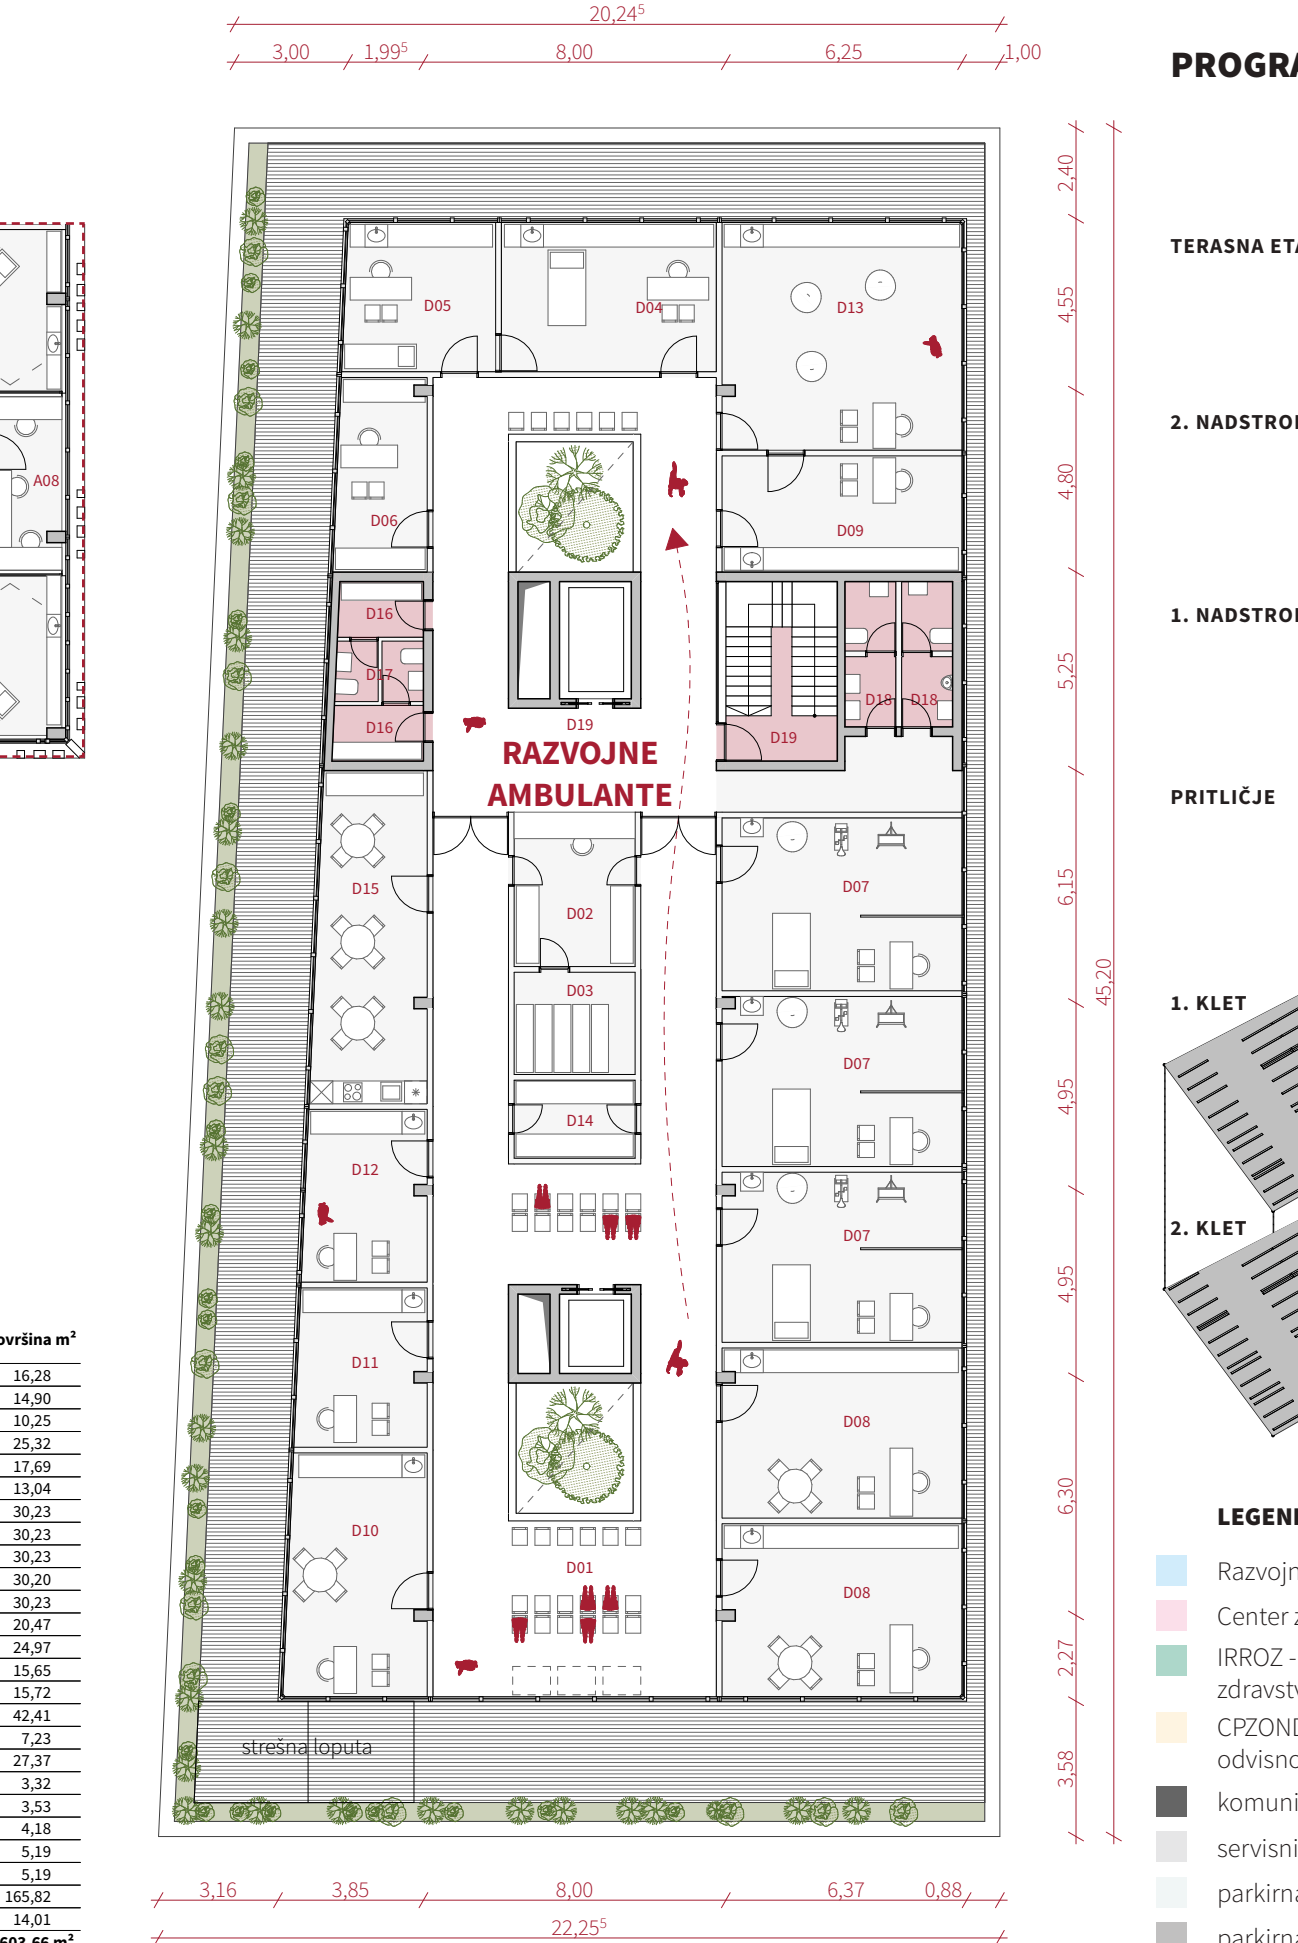 20,24⁵
3,00 1,99⁵ 8,00 6,25 1,00
PROGRA
2,40
TERASNA ETA
D05 D04 D13
4,55
2. NADSTROP
A08
D06 D09
4,80
1. NADSTROP
D16
D17
D16
D18 D18
D19
D19
5,25
RAZVOJNE
AMBULANTE
PRITLIČJE
D15
D02
D07
6,15
45,20
D03
1. KLET
D07
4,95
D14
D12
D07
2. KLET
4,95
D11
D08
D10
6,30
D01
D08
2,27
3,58
strešna loputa
ovršina m²
16,28
14,90
10,25
25,32
17,69
13,04
30,23
30,23
30,23
30,20
30,23
20,47
24,97
15,65
15,72
42,41
7,23
27,37
3,32
3,53
4,18
5,19
5,19
165,82
14,01
603,66 m²
LEGEN
Razvojn
Center z
IRROZ -
zdravstv
CPZOND
odvisno
komuni
servisni
parkirna
parkirna
3,16 3,85 8,00 6,37 0,88
22,25⁵